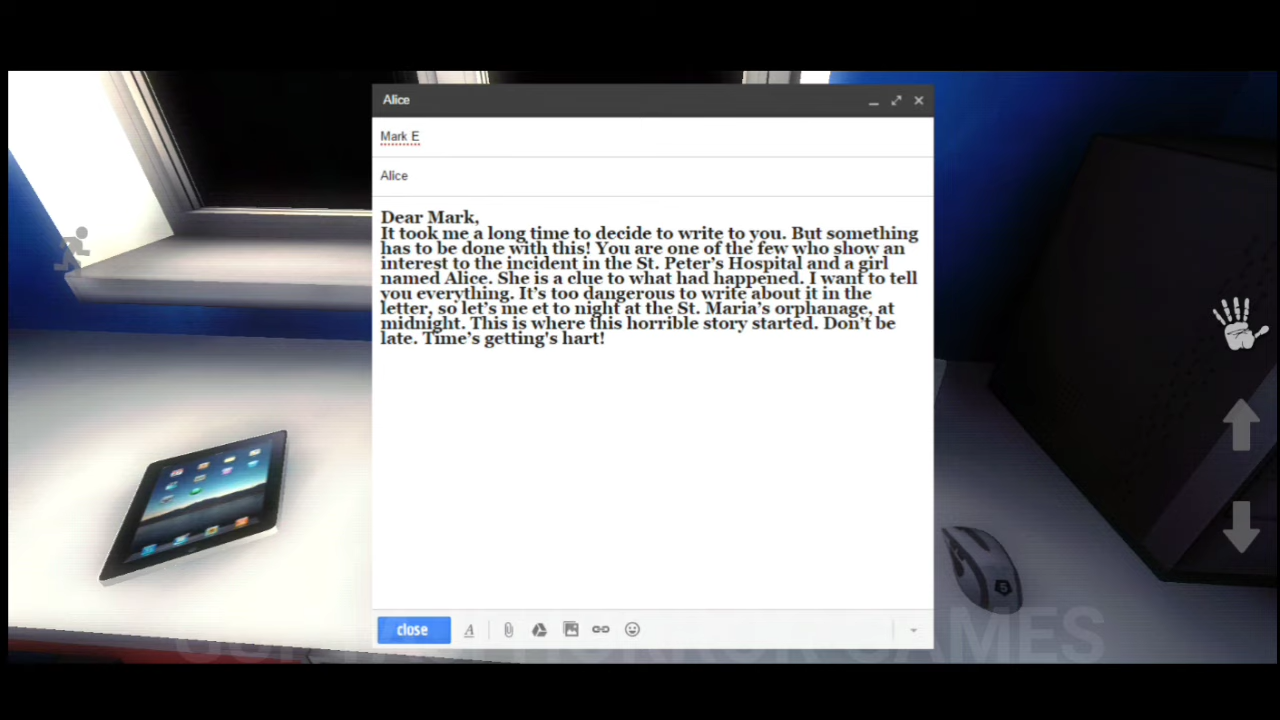 Alice
Mark E
Alice
Dear Mark,
It took me a long time to decide to write to you. But something
has to be done with this! You are one of the few who show an
interest to the incident in the St. Peter’s Hospital and a girl
named Alice. She is a clue to what had happened. I want to tell
you everything. It’s too dangerous to write about it in the
letter, so let’s me et to night at the St. Maria’s orphanage, at
midnight. This is where this horrible story started. Don’t be
late. Time’s getting's hart!
close
HORROR GAMES